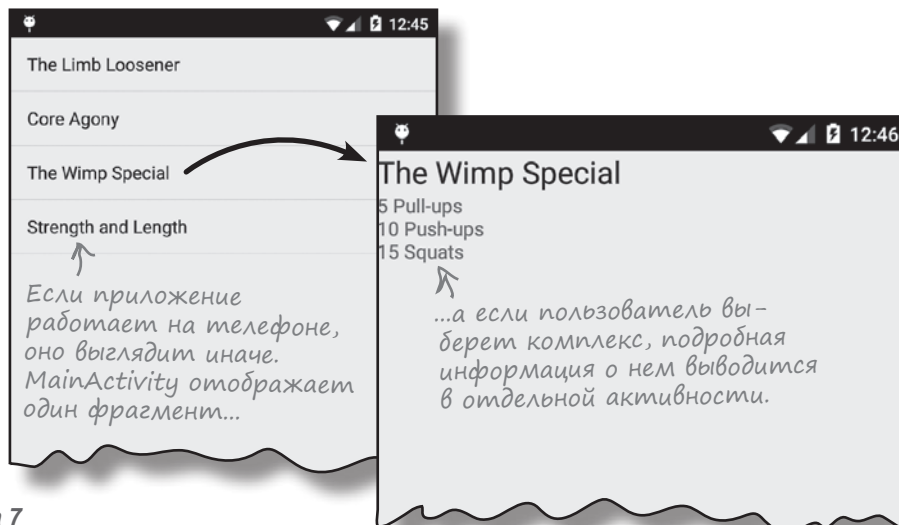 12:45
The Limb Loosener
Core Agony
The Wimp Special
Strength and Length
Если приложение
работает на телефоне,
оно выглядит иначе.
MainActivity отображает
один фрагмент...
12:46
The Wimp Special
5 Pull-ups
10 Push-ups
15 Squats
...а если пользователь вы-
берет комплекс, подробная
информация о нем выводится
в отдельной активности.
7